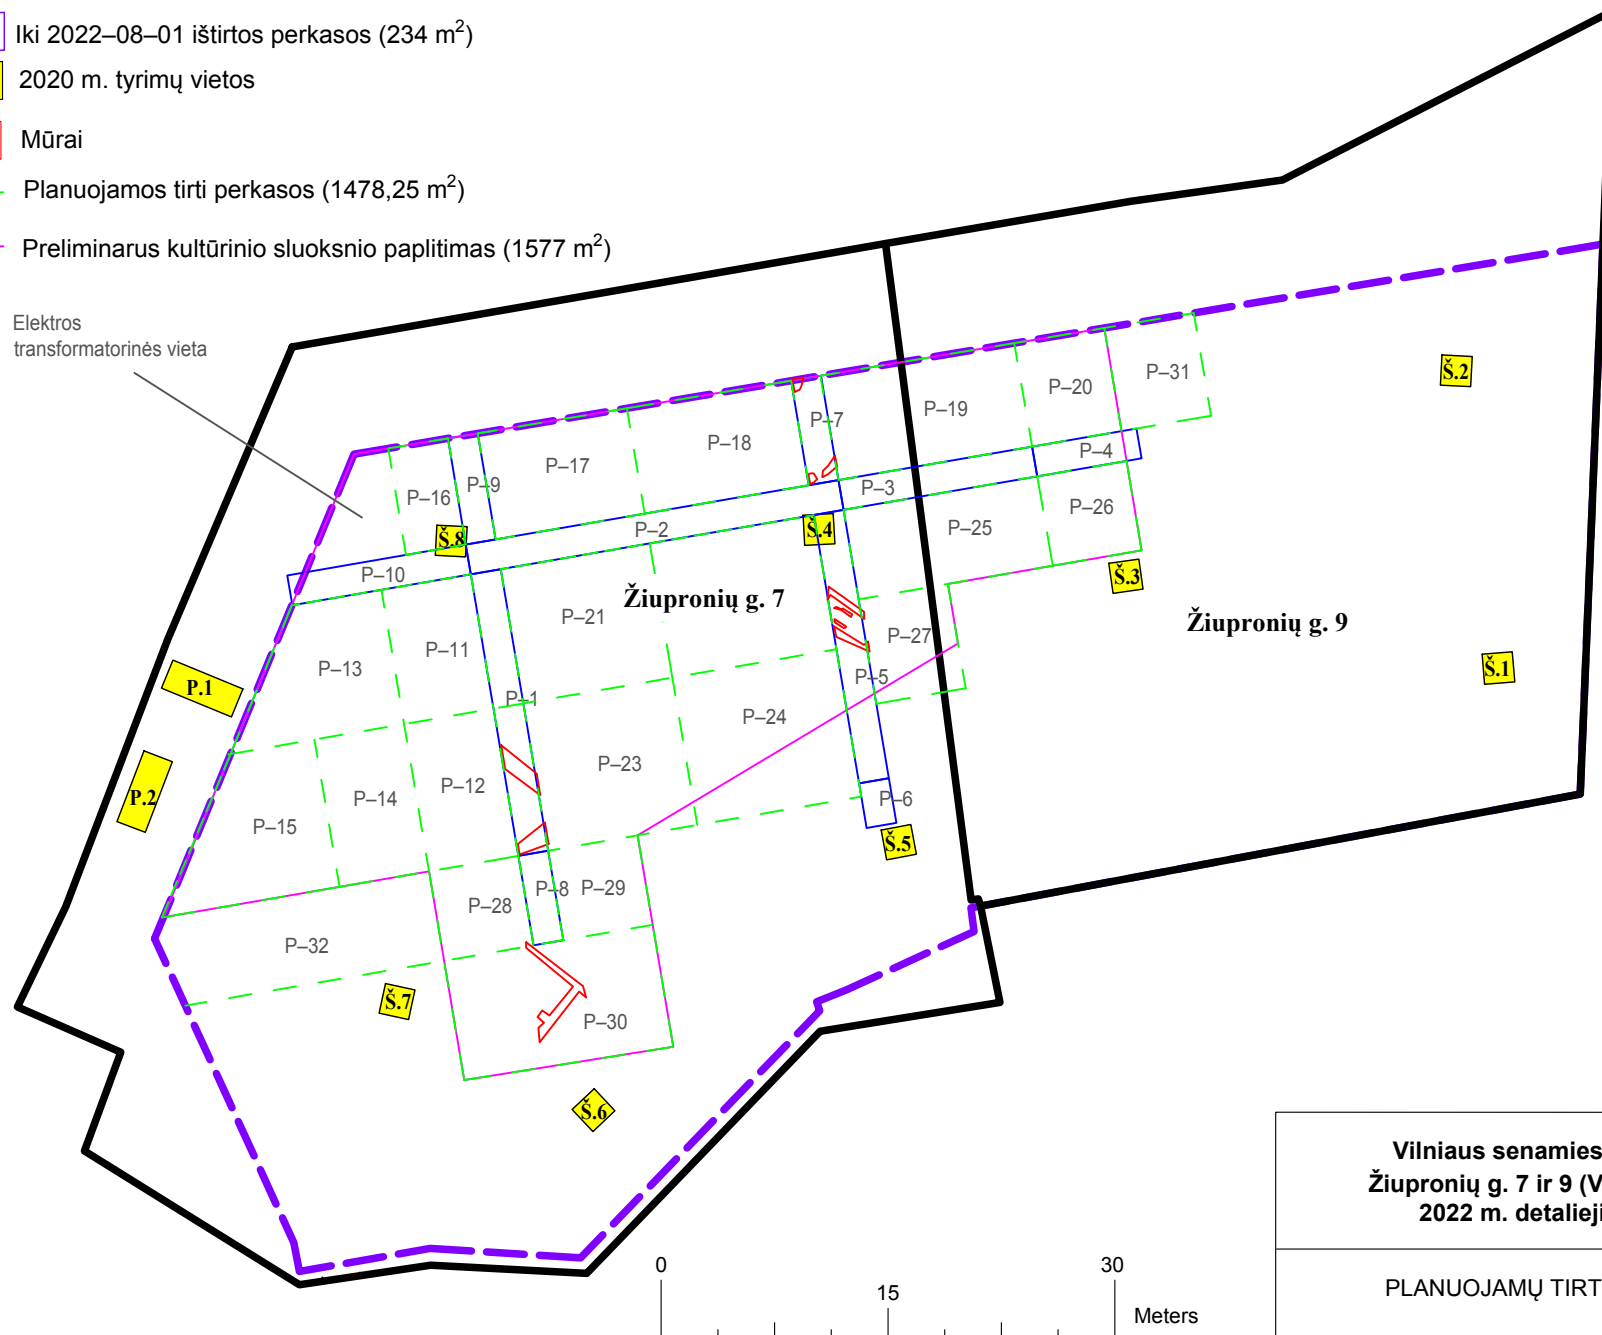 Iki 2022–08–01 ištirtos perkasos (234 m²)
2020 m. tyrimų vietos
Mūrai
Planuojamos tirti perkasos (1478,25 m²)
Preliminarus kultūrinio sluoksnio paplitimas (1577 m²)
Elektros
transformatorinės vieta
P–31
Š.2
P–20
P–19
P–7
P–18
P–17
P–4
P–9
P–16
P–3
P–26
P–25
P–2
Š.4
Š.8
P–10
Š.3
Žiupronių g. 7
P–21
Žiupronių g. 9
P–27
P–11
P–13
Š.1
P–5
P.1
P–1
P–24
P–23
P–12
P.2
P–14
P–6
P–15
Š.5
P–8
P–29
P–28
P–32
Š.7
P–30
Š.6
Vilniaus senamies
Žiupronių g. 7 ir 9 (V
2022 m. detalieji
PLANUOJAMŲ TIRT
0
15
30
Meters